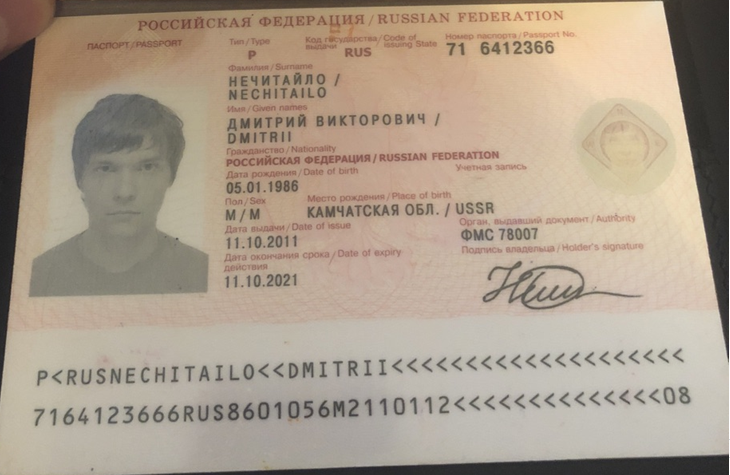 РОССИЙСКАЯ ФЕДЕРАЦИЯ / RUSSIAN FEDERATION
ПАСПОРТ / PASSPORT
Тип / Type
Код государства / Code of
выдачи issuing State
Номер паспорта / Passport No.
P RUS 71 6412366
Фамилия / Surname
НЕЧИТАЙЛО /
NECHITAILO
Имя / Given names
ДМИТРИЙ ВИКТОРОВИЧ /
DMITRII
Гражданство / Nationality
РОССИЙСКАЯ ФЕДЕРАЦИЯ / RUSSIAN FEDERATION
Дата рождения / Date of birth Учетная запись
05.01.1986
Пол / Sex Место рождения / Place of birth
М / M КАМЧАТСКАЯ ОБЛ. / USSR
Дата выдачи / Date of issue Орган, выдавший документ / Authority
11.10.2011 ФМС 78007
Дата окончания срока / Date of expiry Подпись владельца / Holder's signature
действия
11.10.2021
P<RUSNECHITAILO<<DMITRII<<<<<<<<<<<<<<<<<<<<
7164123666RUS8601056M2110112<<<<<<<<<<<<<<08